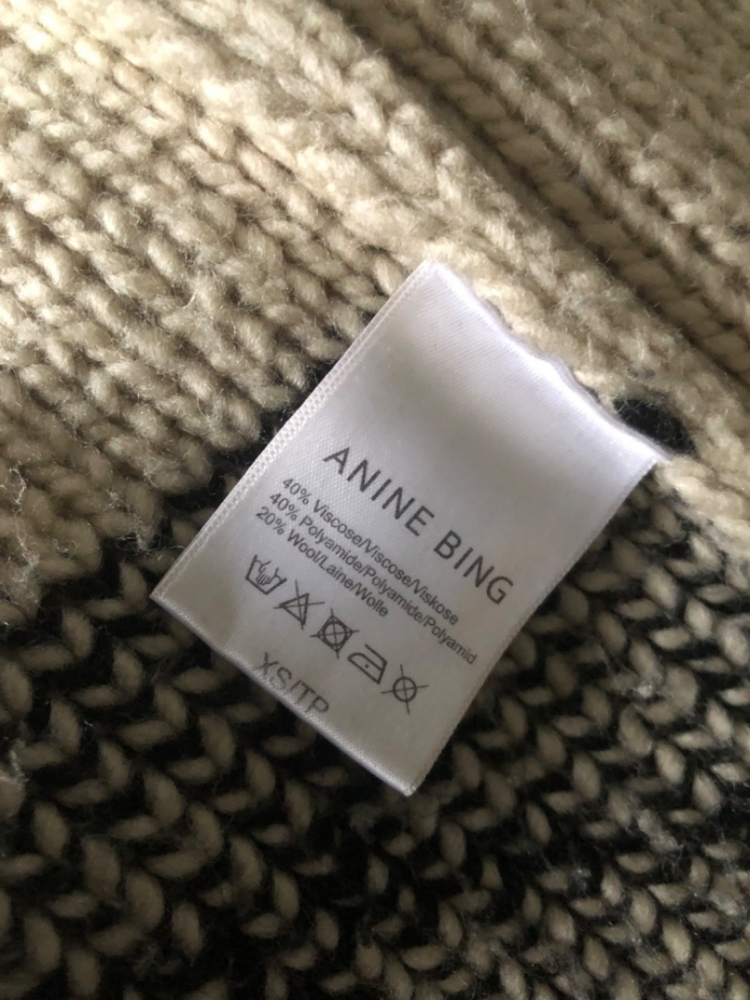 ANINE BING
40% Viscose/Viscose/Viskose
40% Polyamide/Polyamide/Polyamid
20% Wool/Laine/Wolle
XS/TP